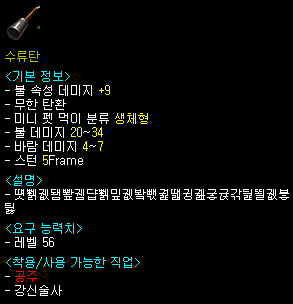 수류탄
<기본 정보>
- 불 속성 데미지 +9
- 무한 탄환
- 미니 펫 먹이 분류 생체형
- 불 데미지 20~34
- 바람 데미지 4~7
- 스턴 5Frame
<설명>
<요구 능력치>
- 레벨 56
<착용/사용 가능한 직업>
- 공주
- 강신술사